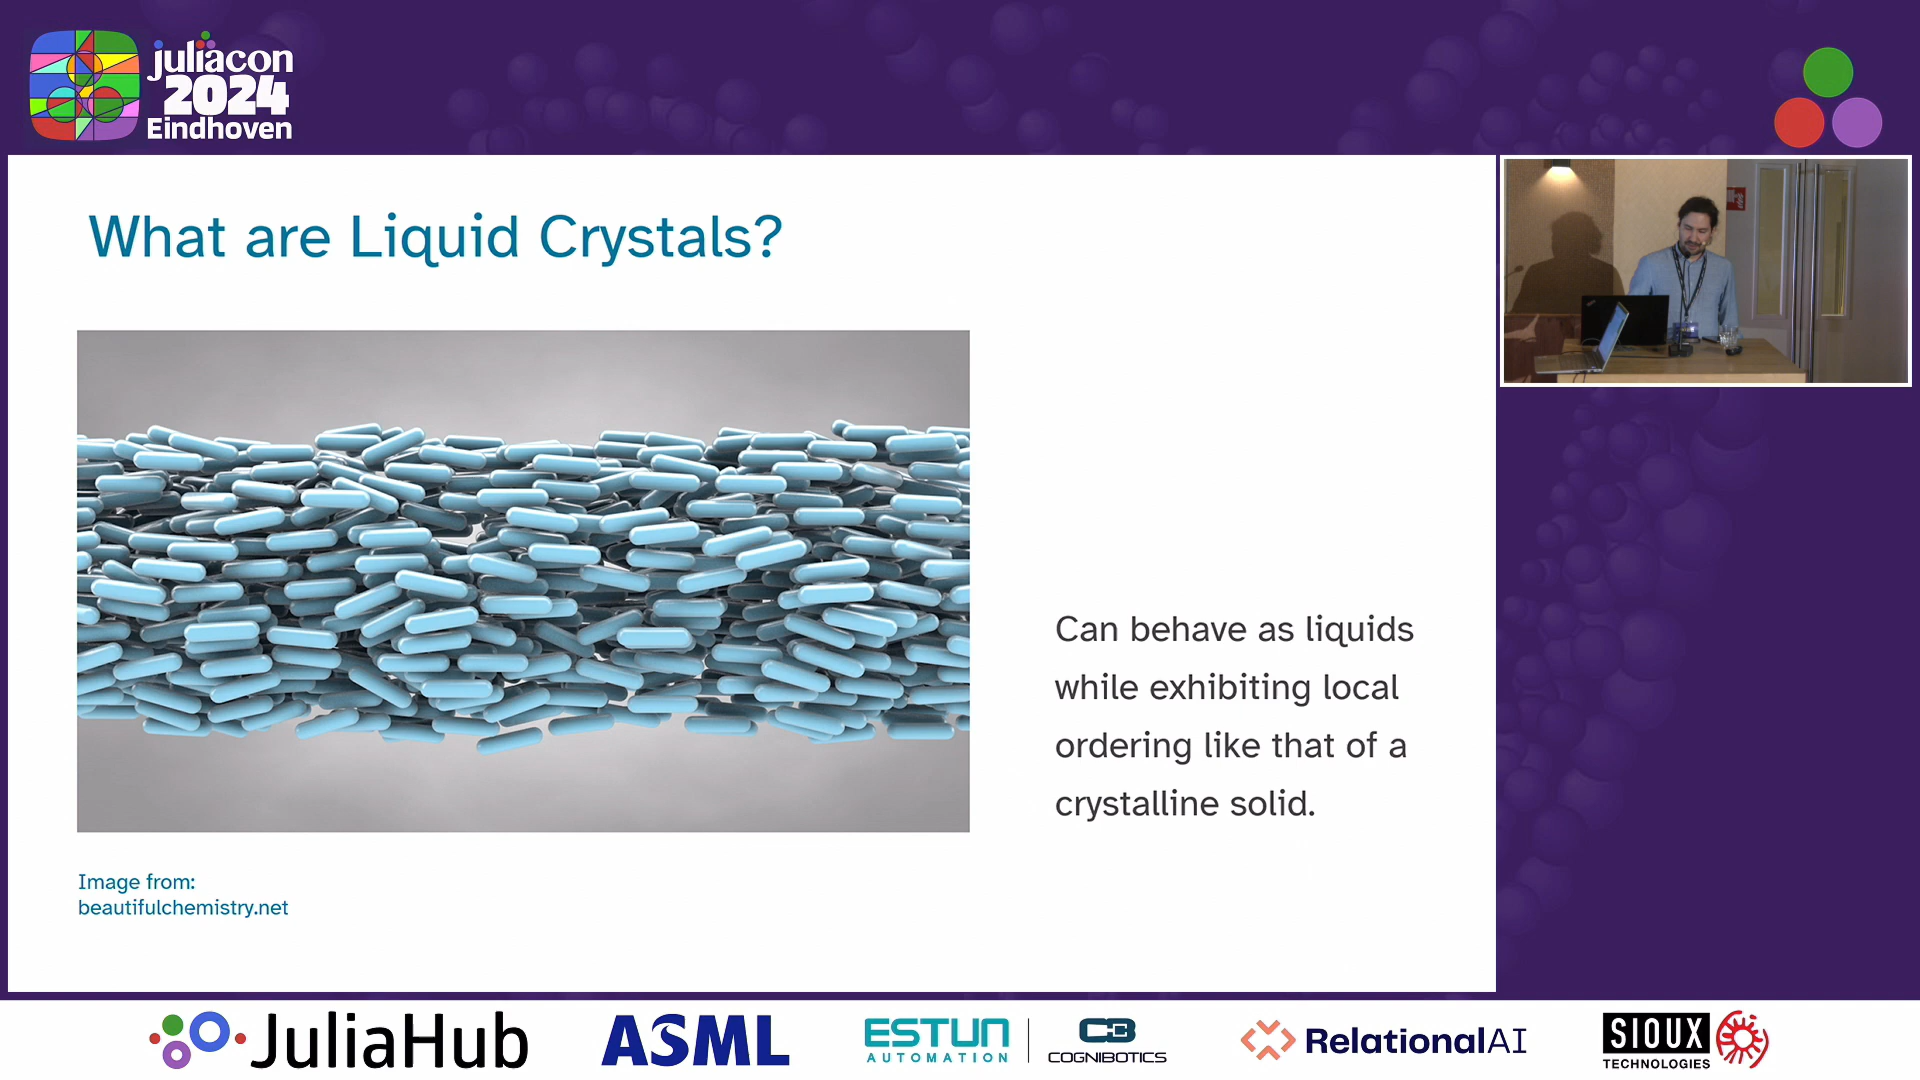 juliacon
2024
Eindhoven
What are Liquid Crystals?
Can behave as liquids
while exhibiting local
ordering like that of a
crystalline solid.
Image from:
beautifulchemistry.net
JuliaHub
ASML
ESTUN
AUTOMATION
COGNIBOTICS
RelationalAI
SIOUX
TECHNOLOGIES